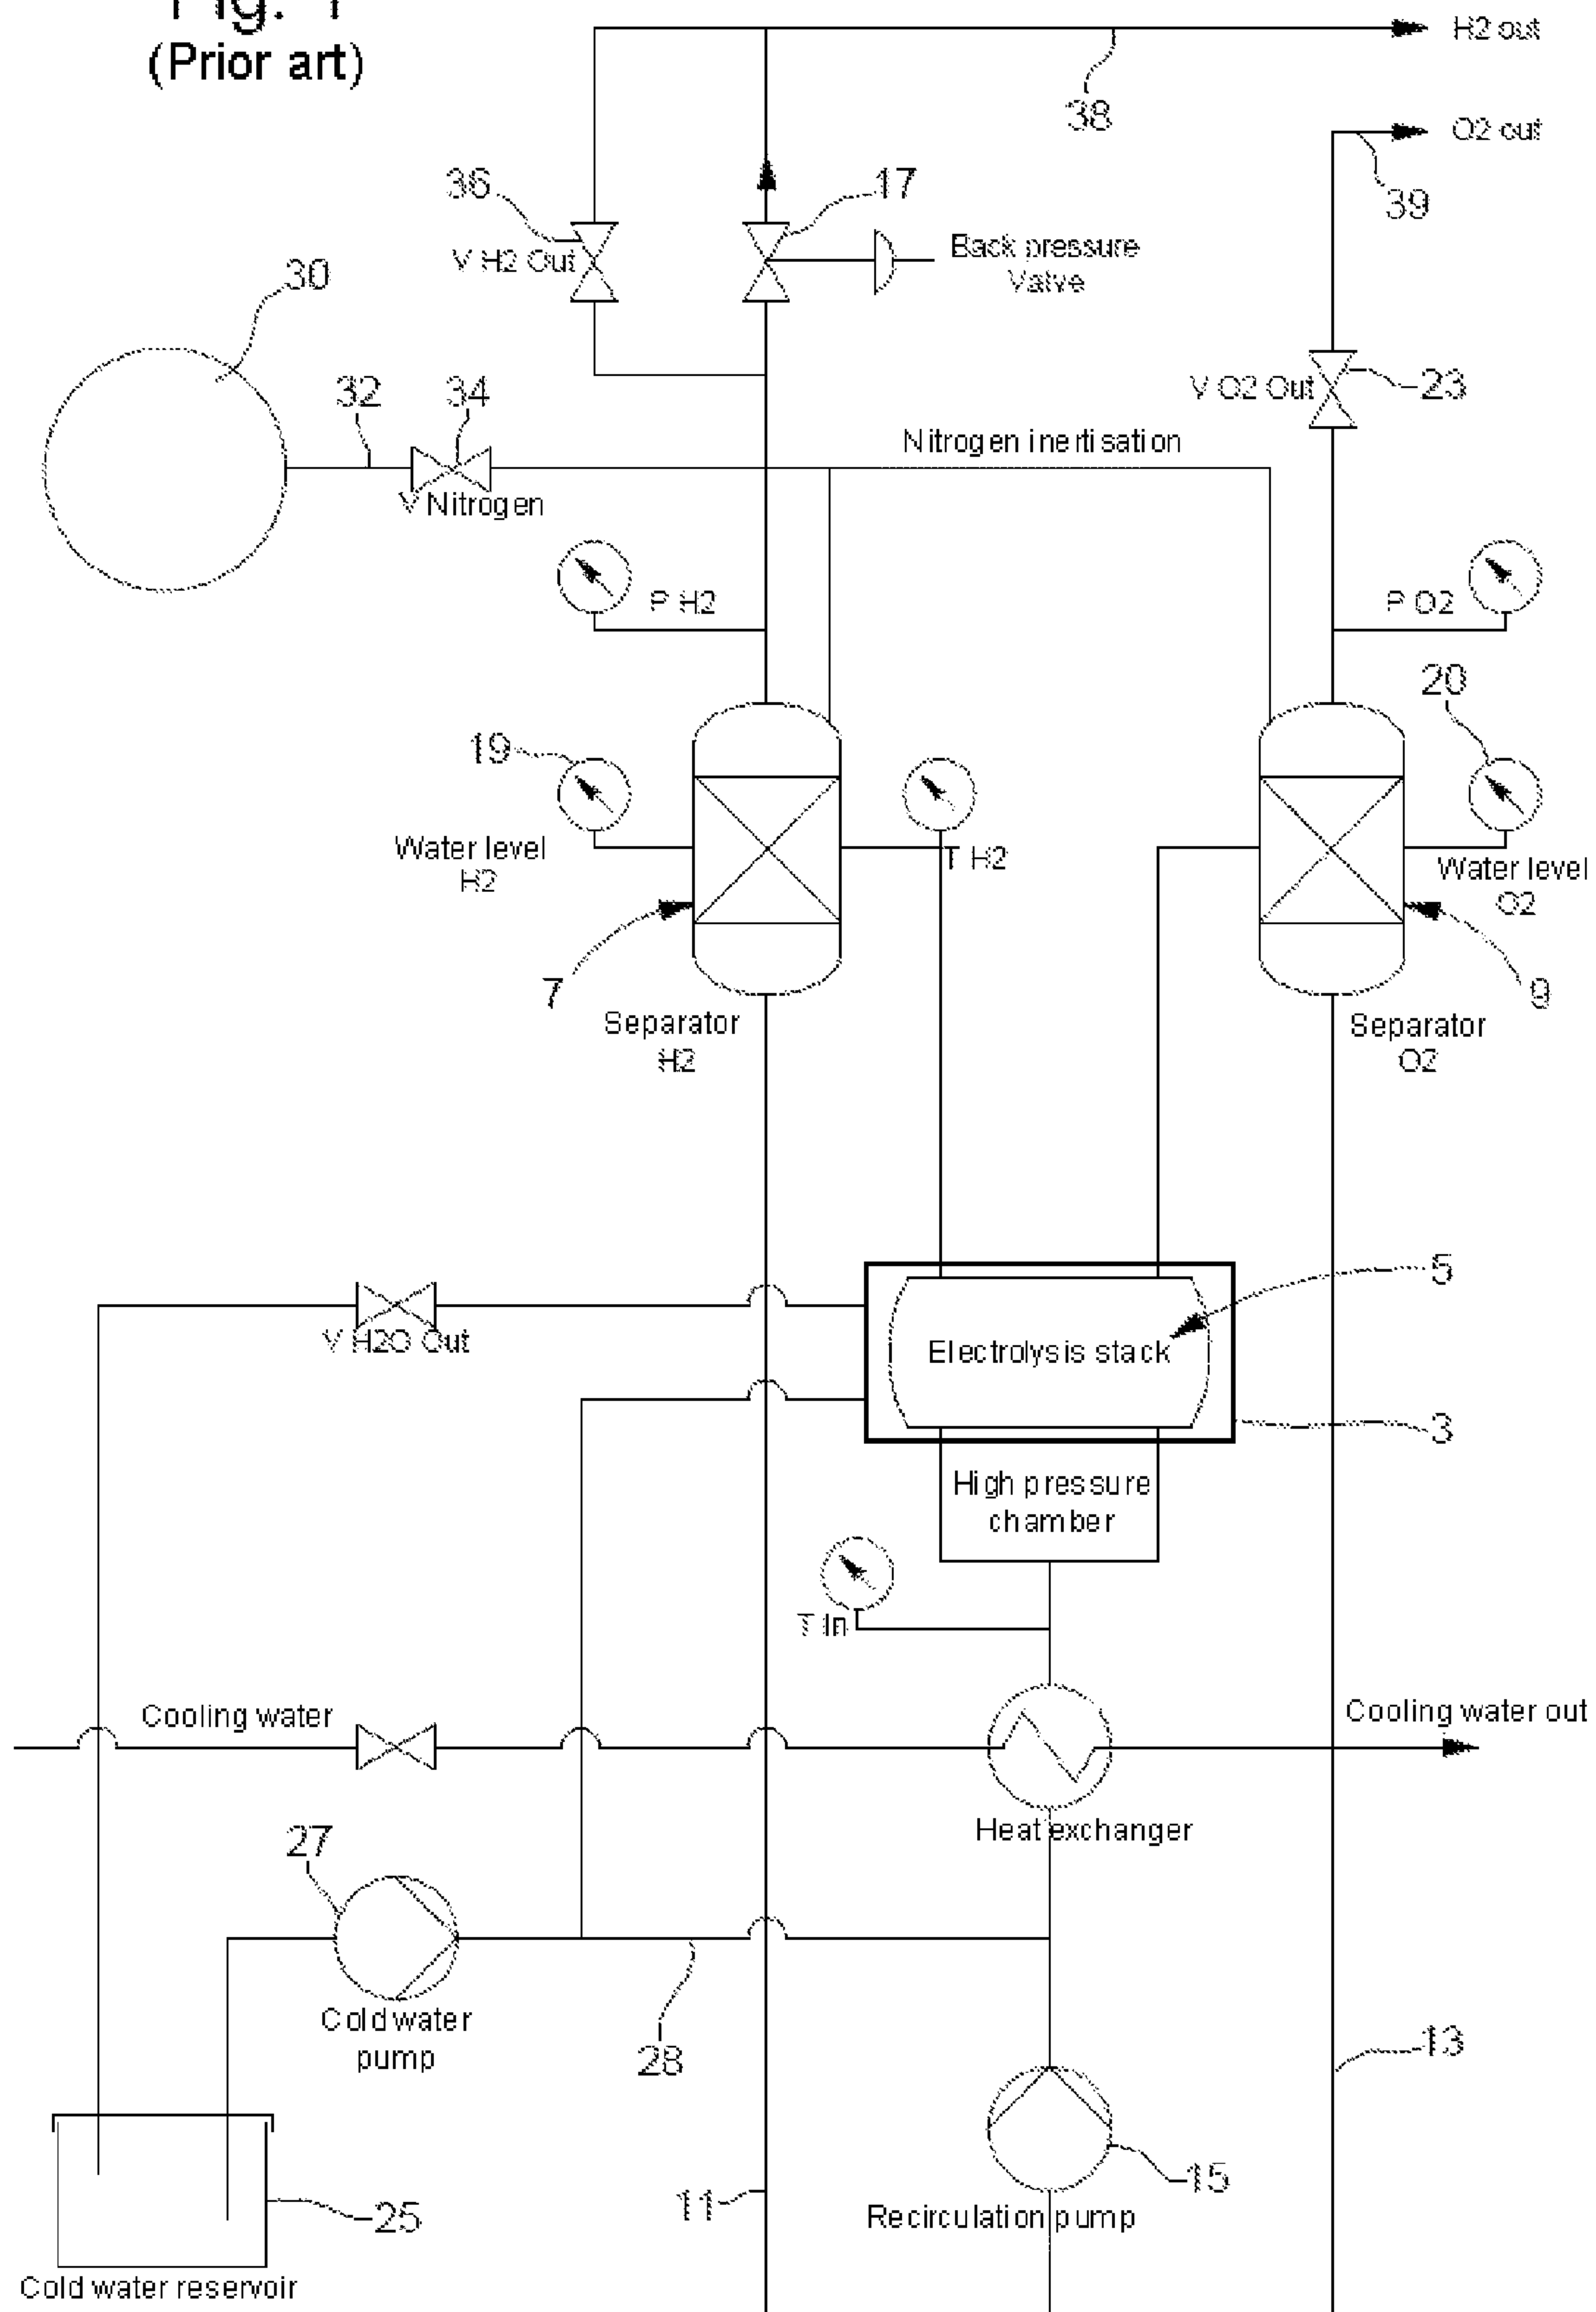 Fig. 1
(Prior art)
H2 out
38
O2 out
39
36
17
V H2 Out
Back pressure
Valve
30
32
34
V O2 Out
23
Nitrogen inertisation
V Nitrogen
P H2
P O2
20
19
Water level
H2
T H2
Water level
O2
7
9
Separator
H2
Separator
O2
5
V H2O Out
Electrolysis stack
3
High pressure
chamber
T In
Cooling water
Cooling water out
Heat exchanger
27
Cold water
pump
28
13
15
11
25
Recirculation pump
Cold water reservoir